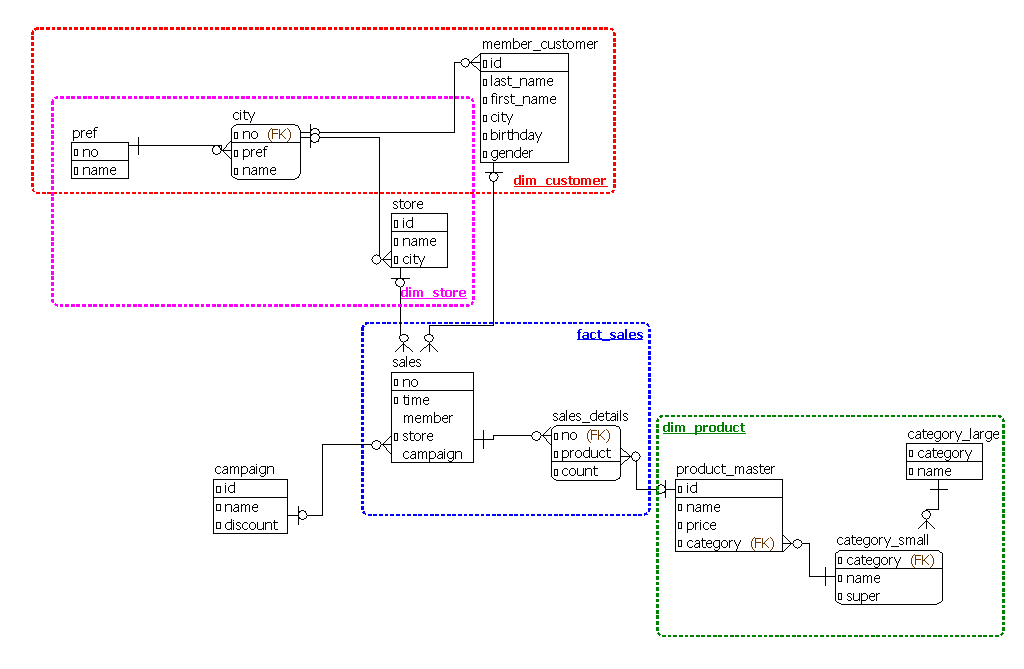 member_customer
id
last_name
first_name
city
birthday
gender
dim_customer
city
no (FK)
pref
name
pref
no
name
store
id
name
city
dim_store
fact_sales
sales
no
time
member
store
campaign
sales_details
no (FK)
product
count
campaign
id
name
discount
dim_product
category_large
category
name
product_master
id
name
price
category (FK)
category_small
category (FK)
name
super